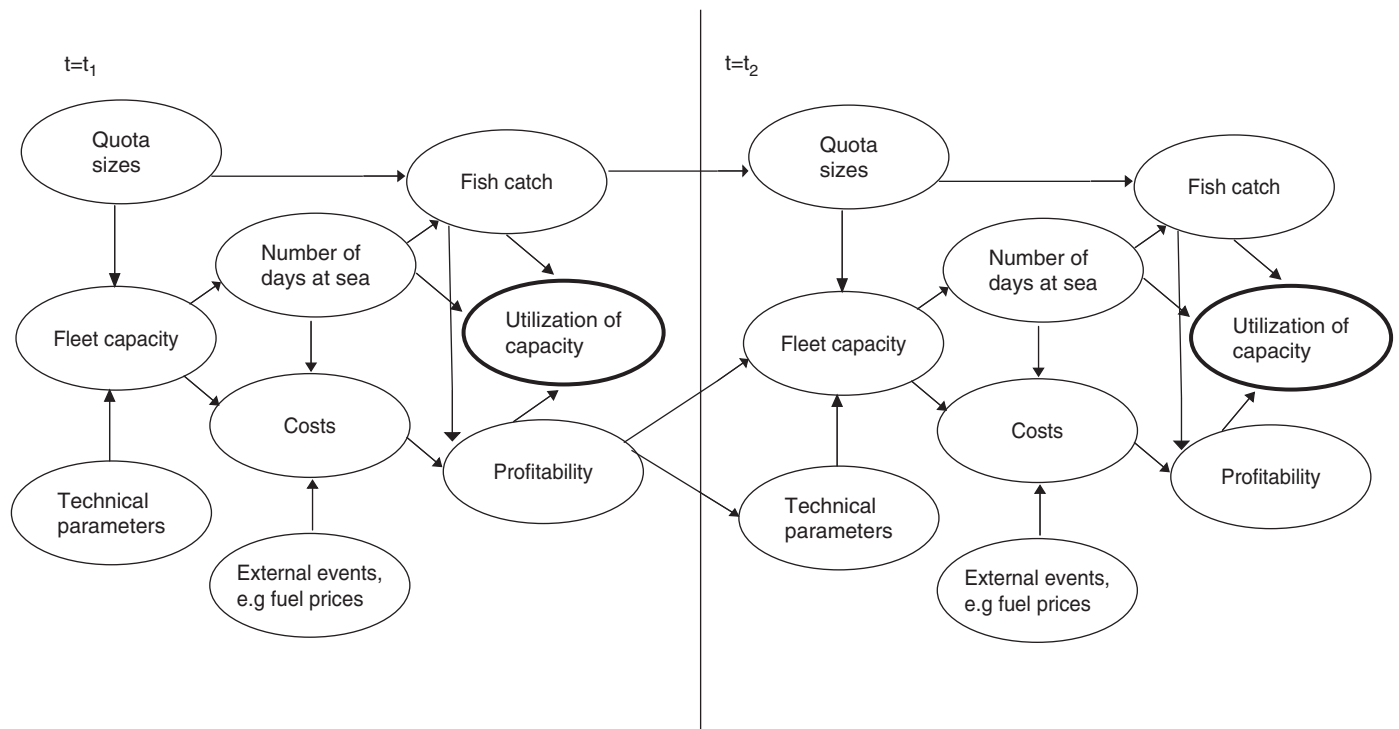 t=t₁
Quota
sizes
Fish catch
Number of
days at sea
Utilization of
capacity
Fleet capacity
Costs
Profitability
Technical
parameters
External events,
e.g fuel prices
t=t₂
Quota
sizes
Fish catch
Number of
days at sea
Utilization of
capacity
Fleet capacity
Costs
Profitability
Technical
parameters
External events,
e.g fuel prices